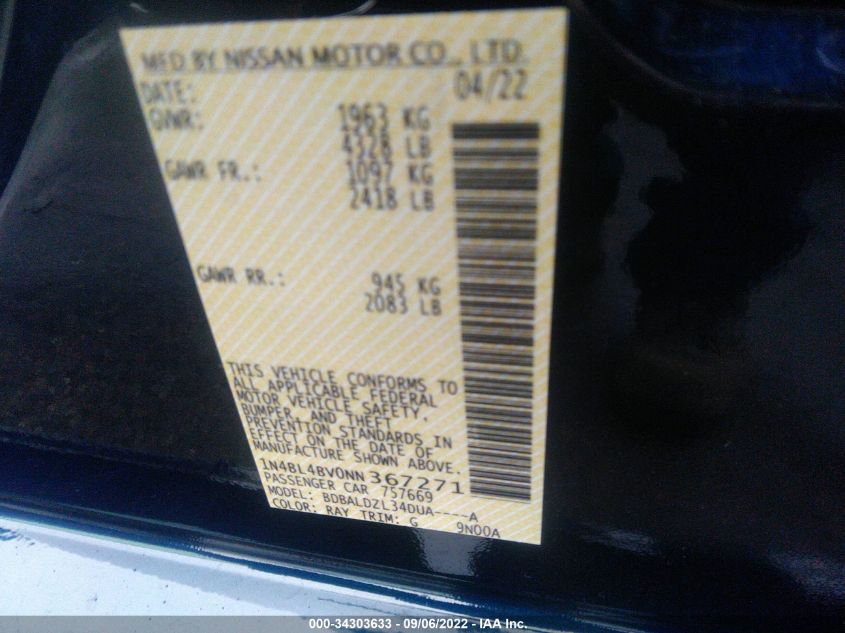 MFD BY NISSAN MOTOR CO., LTD.
DATE: 04/22
GVWR: 1963 KG
4328 LB
GAWR FR.: 1097 KG
2418 LB
GAWR RR.: 945 KG
2083 LB
THIS VEHICLE CONFORMS TO
ALL APPLICABLE FEDERAL
MOTOR VEHICLE SAFETY,
BUMPER, AND THEFT
PREVENTION STANDARDS IN
EFFECT ON THE DATE OF
MANUFACTURE SHOWN ABOVE.
1N4BL4BV0NN367271
PASSENGER CAR 757669
MODEL: BDBALDZL34DUA----A
COLOR: RAY TRIM: G 9N00A
000-34303633 - 09/06/2022 - IAA Inc.